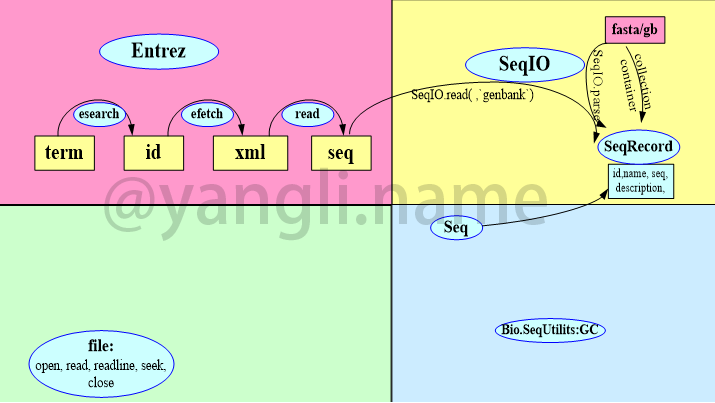 Entrez
esearch
efetch
read
term
id
xml
seq
SeqIO
fasta/gb
SeqIO.read( ,`genbank`)
SeqIO.parse
collection,
container
SeqRecord
id,name, seq,
description,
@yangli.name
Seq
Bio.SeqUtilits:GC
file:
open, read, readline, seek,
close